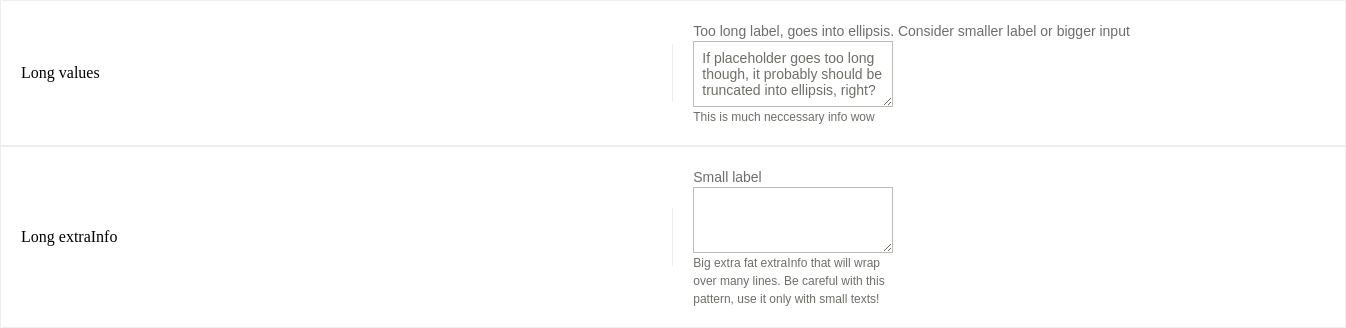 Long values
Too long label, goes into ellipsis. Consider smaller label or bigger input
If placeholder goes too long
though, it probably should be
truncated into ellipsis, right?
This is much neccessary info wow
Long extraInfo
Small label
Big extra fat extraInfo that will wrap
over many lines. Be careful with this
pattern, use it only with small texts!